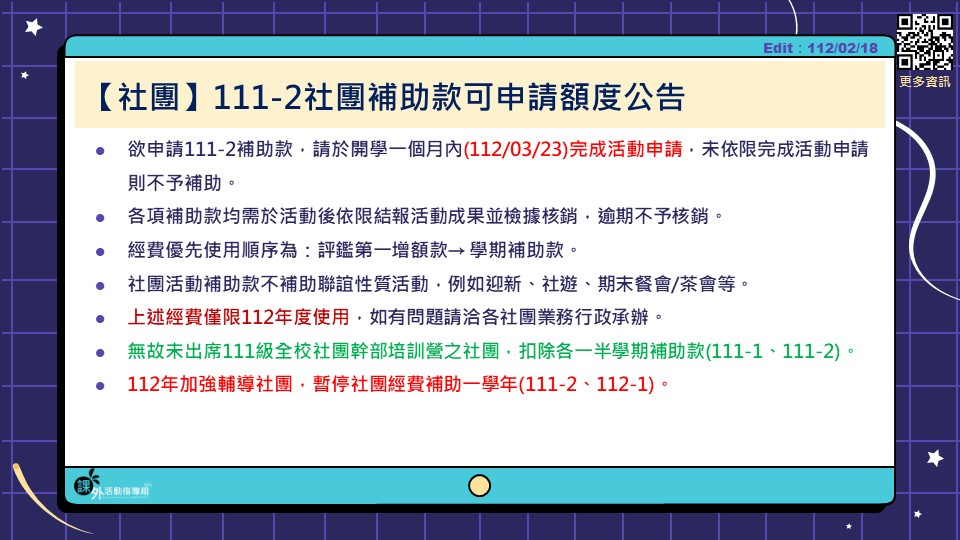 Edit : 112/02/18
更多資訊
【社團】111-2社團補助款可申請額度公告
● 欲申請111-2補助款，請於開學一個月內(112/03/23)完成活動申請，未依限完成活動申請
則不予補助。
● 各項補助款均需於活動後依限結報活動成果並檢據核銷，逾期不予核銷。
● 經費優先使用順序為：評鑑第一增額款→學期補助款。
● 社團活動補助款不補助聯誼性質活動，例如迎新、社遊、期末餐會/茶會等。
● 上述經費僅限112年度使用，如有問題請洽各社團業務行政承辦。
● 無故未出席111級全校社團幹部培訓營之社團，扣除各一半學期補助款(111-1、111-2)。
● 112年加強輔導社團，暫停社團經費補助一學年(111-2、112-1)。
課外活動指導組